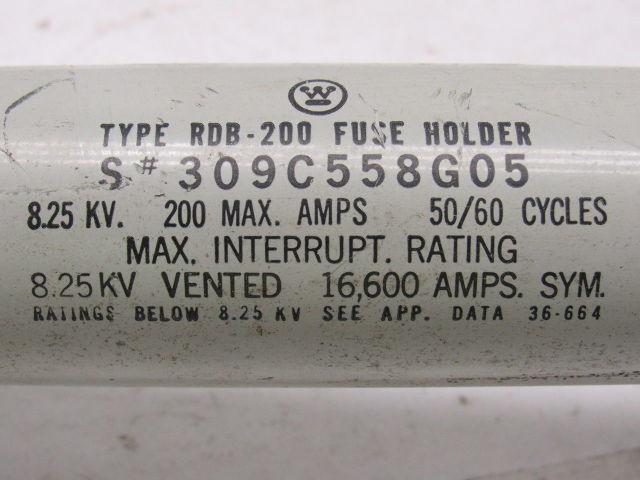 TYPE RDB-200 FUSE HOLDER
S# 309C558G05
8.25 KV. 200 MAX. AMPS 50/60 CYCLES
MAX. INTERRUPT. RATING
8.25 KV VENTED 16,600 AMPS. SYM.
RATINGS BELOW 8.25 KV SEE APP. DATA 36-664